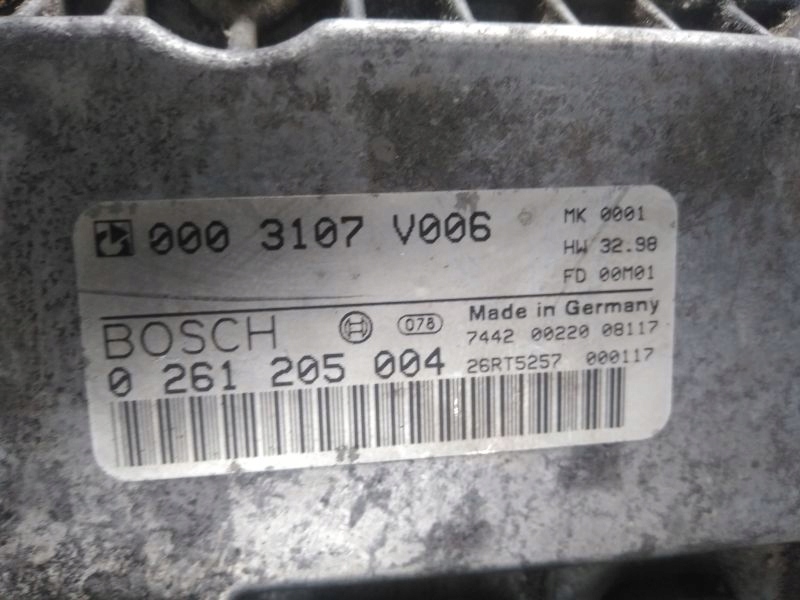 000 3107 V006
MK 0001
HW 32.98
FD 00M01
BOSCH
078
Made in Germany
7442 00220 08117
0 261 205 004
26RT5257 000117